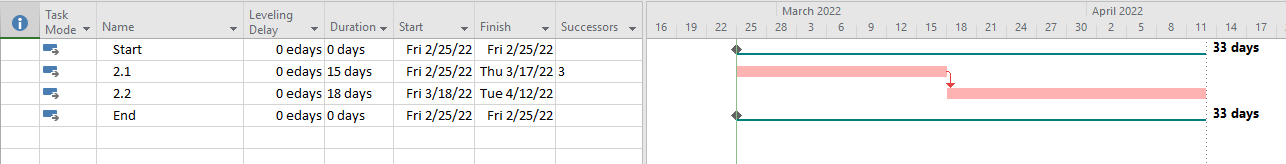 Task Mode Name Leveling Delay Duration Start Finish Successors
March 2022 April 2022
16 19 22 25 28 3 6 9 12 15 18 21 24 27 30 2 5 8 11 14 17
Start 0 edays 0 days Fri 2/25/22 Fri 2/25/22 33 days
2.1 0 edays 15 days Fri 2/25/22 Thu 3/17/22 3
2.2 0 edays 18 days Fri 3/18/22 Tue 4/12/22
End 0 edays 0 days Fri 2/25/22 Fri 2/25/22 33 days